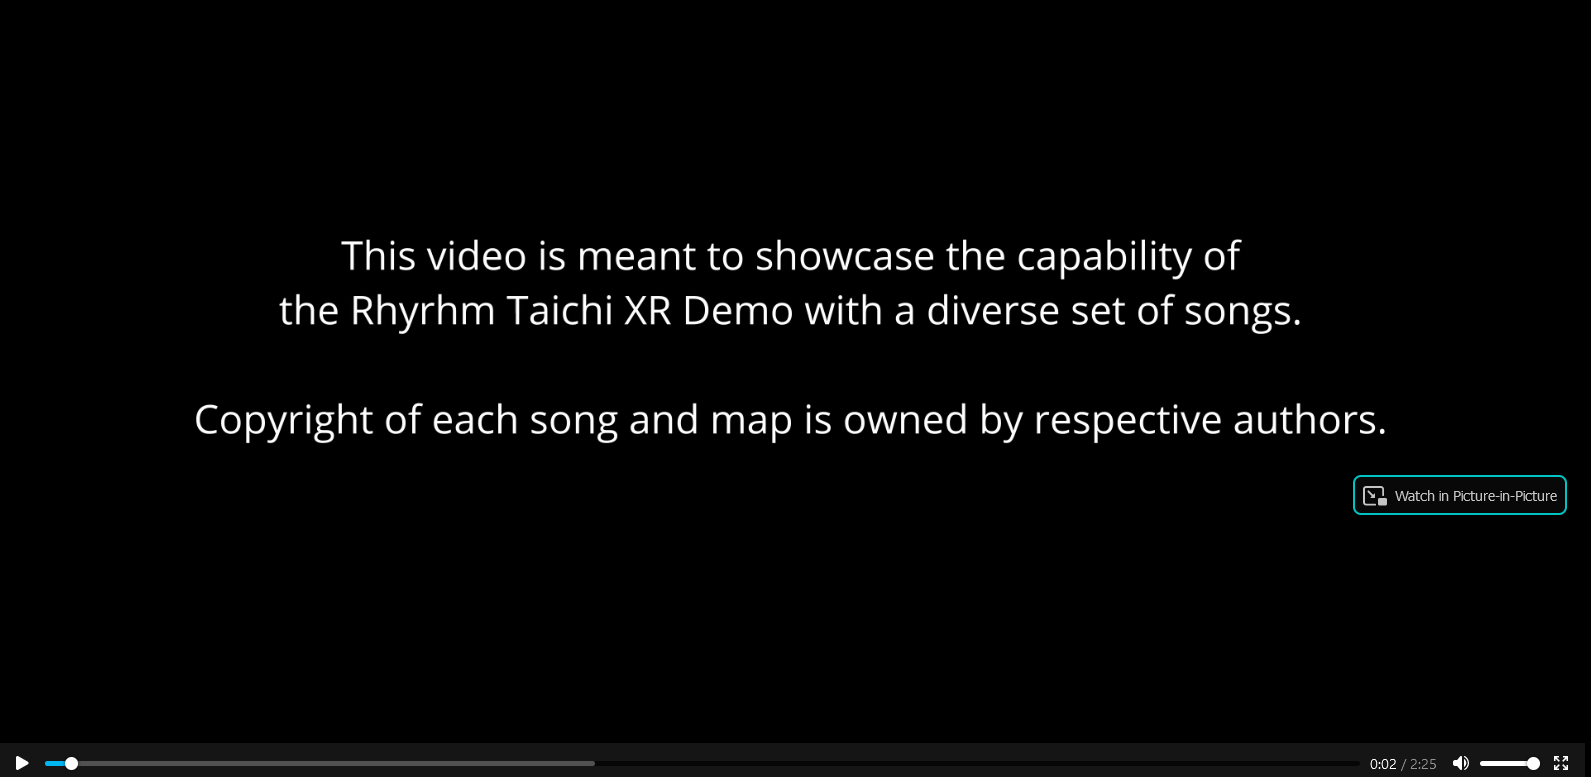 This video is meant to showcase the capability of
the Rhyrhm Taichi XR Demo with a diverse set of songs.
Copyright of each song and map is owned by respective authors.
Watch in Picture-in-Picture
0:02 / 2:25